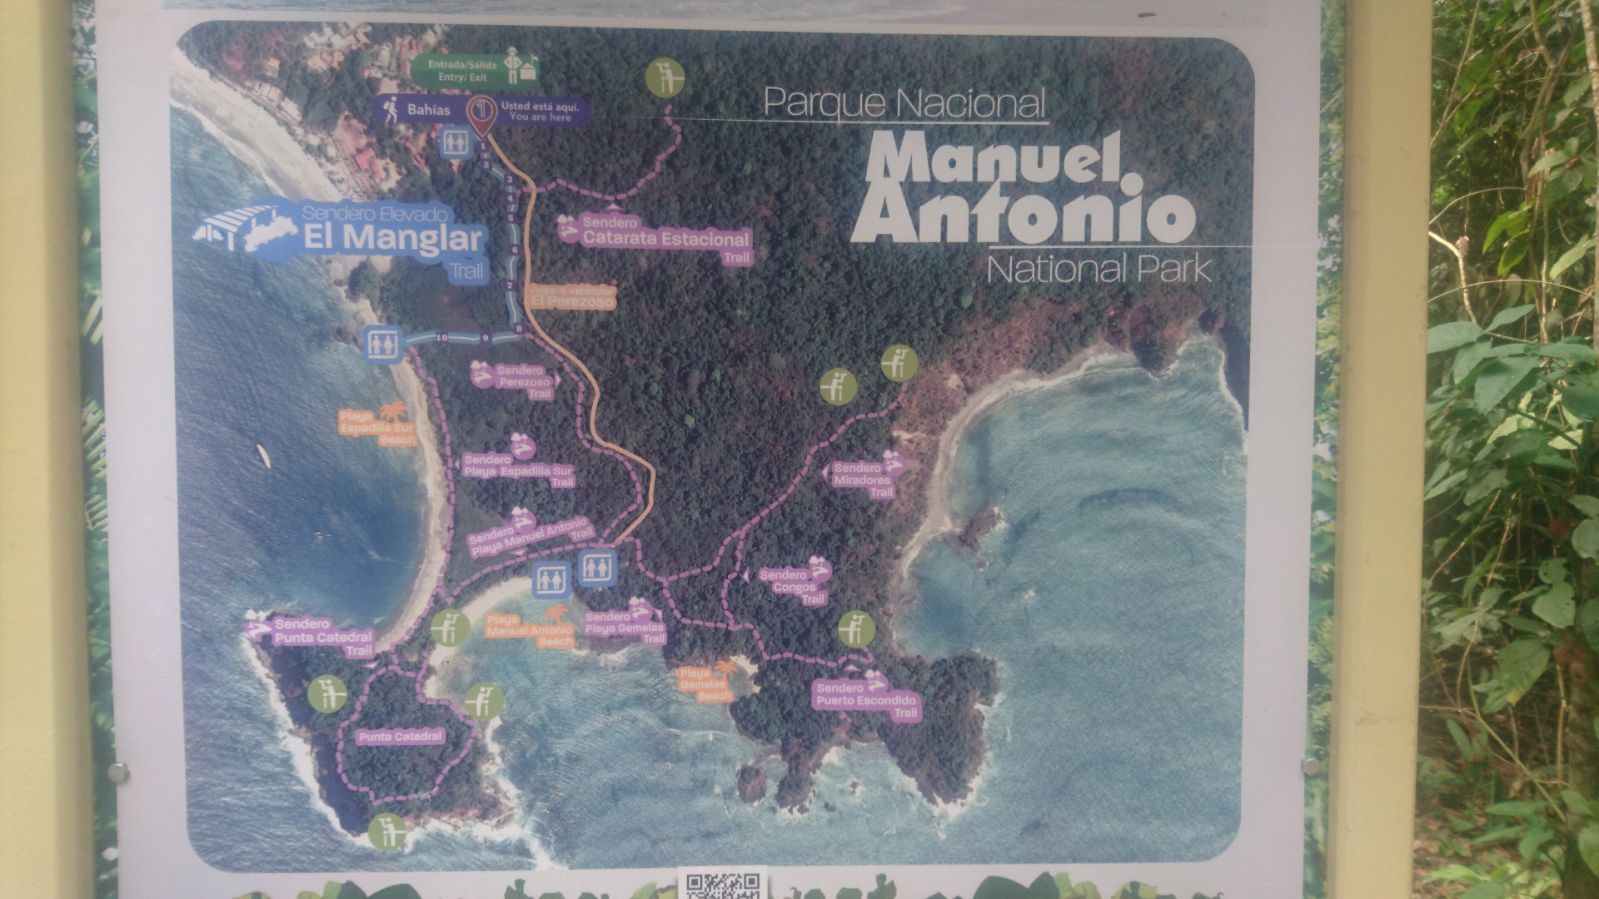 Entrada/Salida
Entry/ Exit
Bahías
1
Usted está aquí.
You are here
Parque Nacional
Manuel
Antonio
National Park
1
2
3
4
5
6
7
8
9
10
Sendero Elevado
El Manglar
Trail
Sendero
Catarata Estacional
Trail
El Perezoso
Sendero
Perezoso
Trail
Playa
Espadilla Sur
Beach
Sendero
Playa Espadilla Sur
Trail
Sendero
Miradores
Trail
Sendero
Playa Manuel Antonio
Trail
Sendero
Congos
Trail
Playa
Manuel Antonio
Beach
Sendero
Playa Gemelas
Trail
Sendero
Punta Catedral
Trail
Playa
Gemelas
Beach
Sendero
Puerto Escondido
Trail
Punta Catedral